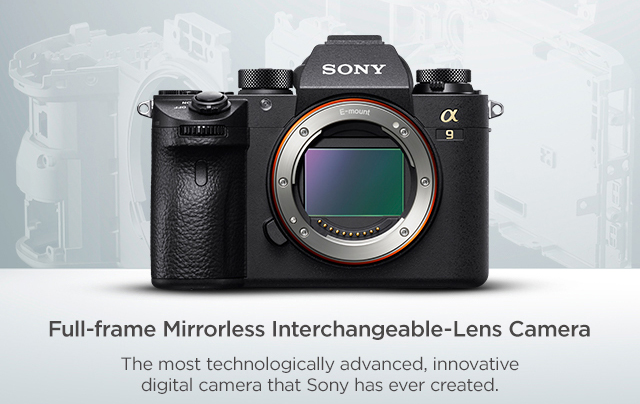 SONY
E-mount
α
9
Full-frame Mirrorless Interchangeable-Lens Camera
The most technologically advanced, innovative
digital camera that Sony has ever created.